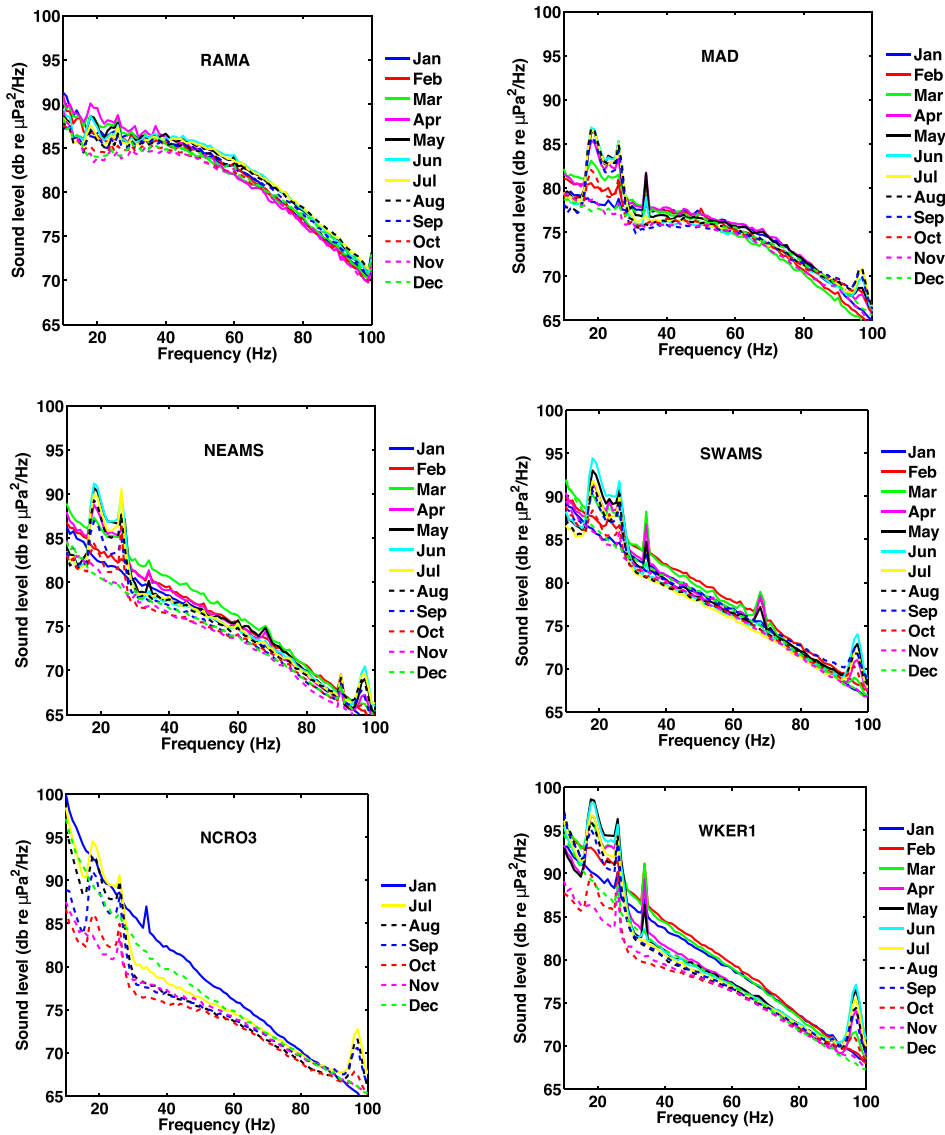 RAMA
Sound level (db re µPa²/Hz)
100
95
90
85
80
75
70
65
20 40 60 80 100
Frequency (Hz)
Jan
Feb
Mar
Apr
May
Jun
Jul
Aug
Sep
Oct
Nov
Dec
MAD
Sound level (db re µPa²/Hz)
100
95
90
85
80
75
70
65
20 40 60 80 100
Frequency (Hz)
Jan
Feb
Mar
Apr
May
Jun
Jul
Aug
Sep
Oct
Nov
Dec
NEAMS
Sound level (db re µPa²/Hz)
100
95
90
85
80
75
70
65
20 40 60 80 100
Frequency (Hz)
Jan
Feb
Mar
Apr
May
Jun
Jul
Aug
Sep
Oct
Nov
Dec
SWAMS
Sound level (db re µPa²/Hz)
100
95
90
85
80
75
70
65
20 40 60 80 100
Frequency (Hz)
Jan
Feb
Mar
Apr
May
Jun
Jul
Aug
Sep
Oct
Nov
Dec
NCRO3
Sound level (db re µPa²/Hz)
100
95
90
85
80
75
70
65
20 40 60 80 100
Frequency (Hz)
Jan
Jul
Aug
Sep
Oct
Nov
Dec
WKER1
Sound level (db re µPa²/Hz)
100
95
90
85
80
75
70
65
20 40 60 80 100
Frequency (Hz)
Jan
Feb
Mar
Apr
May
Jun
Jul
Aug
Sep
Oct
Nov
Dec